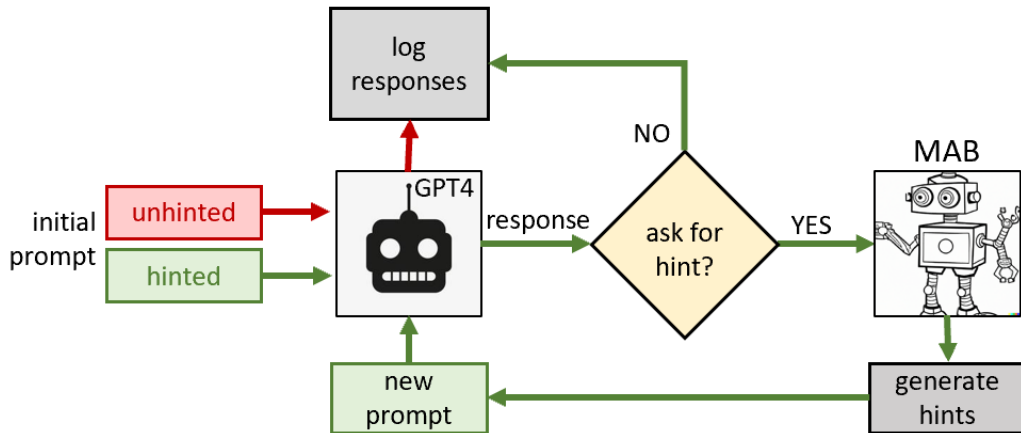 log
responses
NO
MAB
GPT4
initial
prompt
unhinted
hinted
response
ask for
hint?
YES
new
prompt
generate
hints